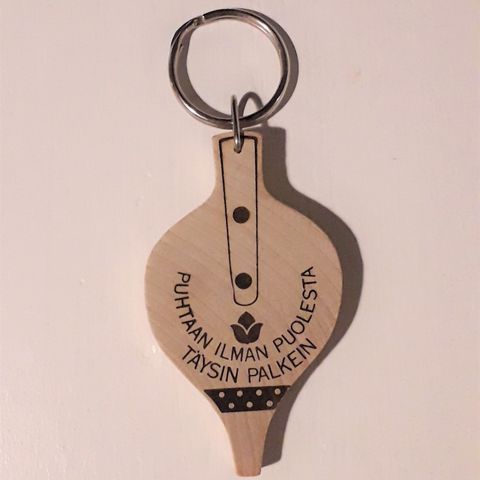 PUHTAAN ILMAN PUOLESTA
TÄYSIN PALKEIN